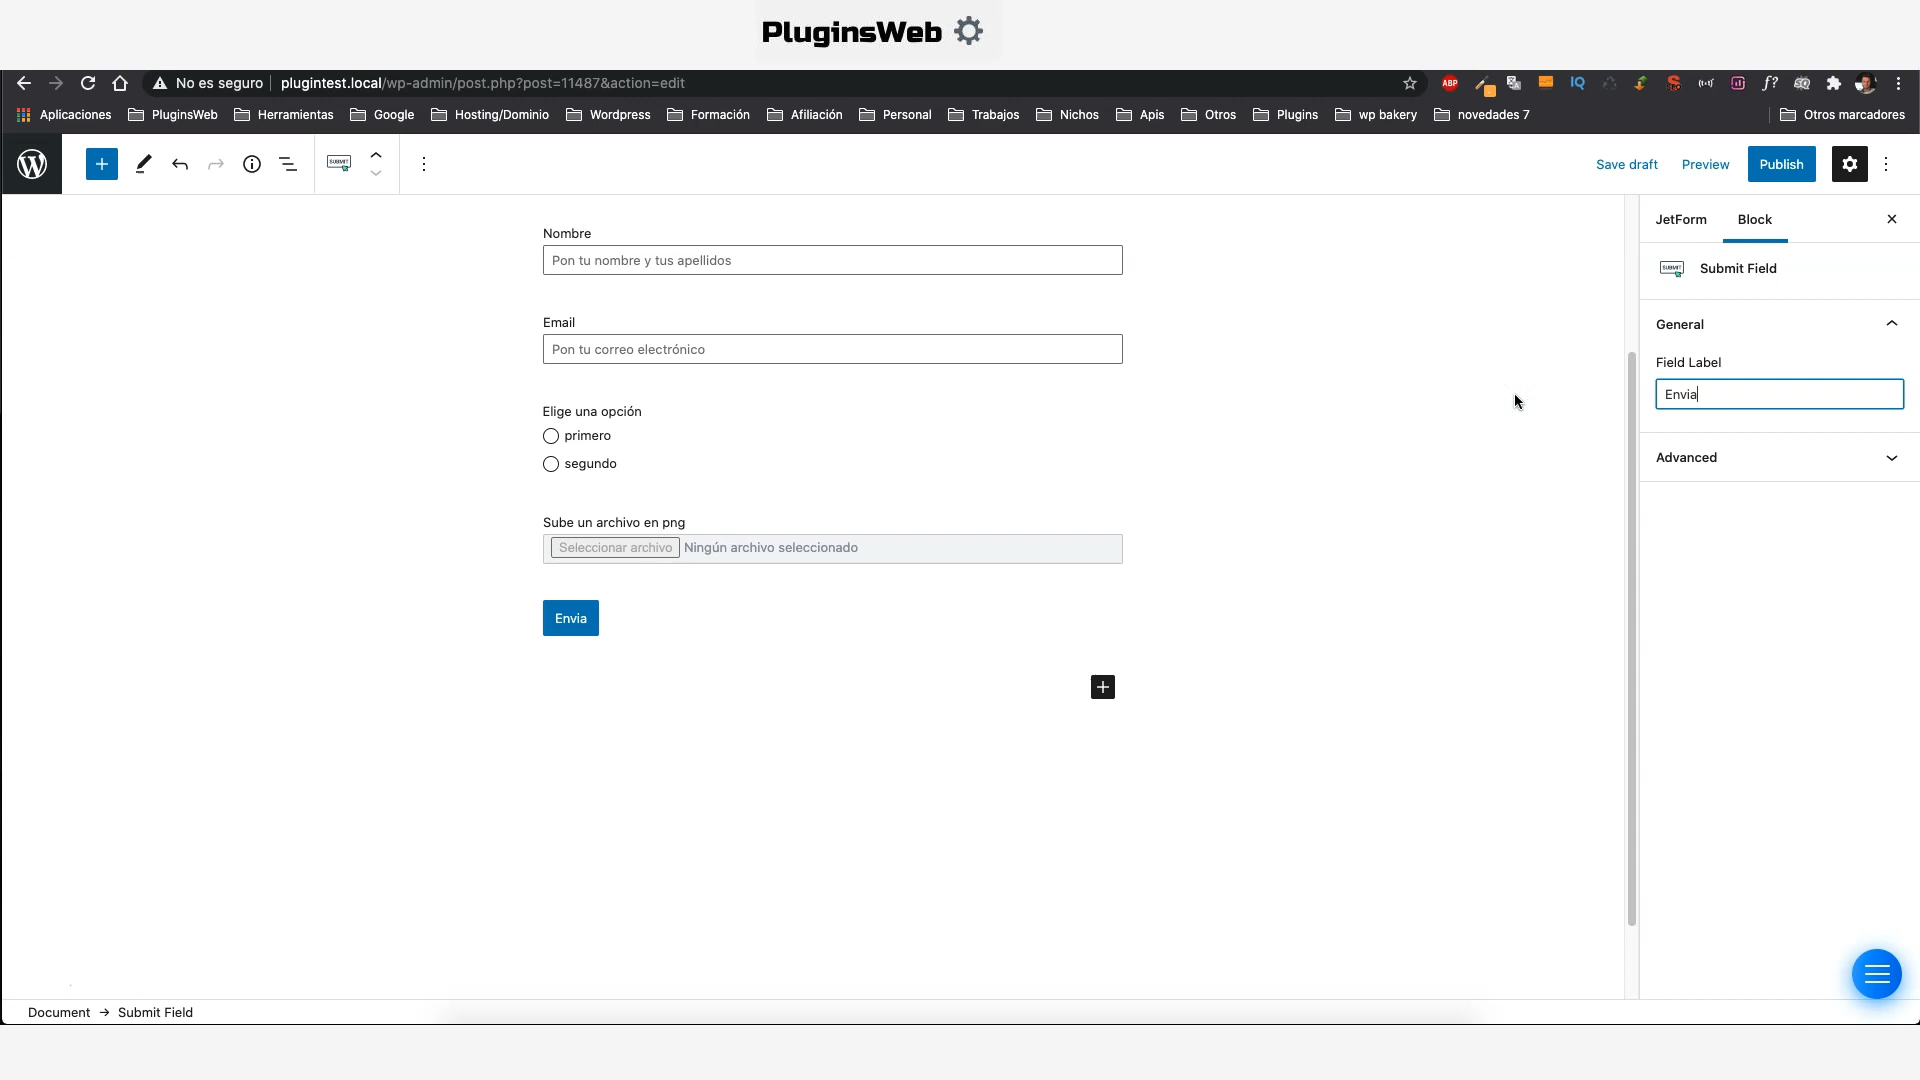 PluginsWeb
No es seguro plugintest.local/wp-admin/post.php?post=11487&action=edit
ABP IQ f?
Aplicaciones PluginsWeb Herramientas Google Hosting/Dominio Wordpress Formación Afiliación Personal Trabajos Nichos Apis Otros Plugins wp bakery novedades 7 Otros marcadores
SUBMIT
Save draft Preview Publish
JetForm Block
SUBMIT Submit Field
General
Field Label
Envia
Advanced
Nombre
Pon tu nombre y tus apellidos
Email
Pon tu correo electrónico
Elige una opción
primero
segundo
Sube un archivo en png
Seleccionar archivo Ningún archivo seleccionado
Envia
Document → Submit Field